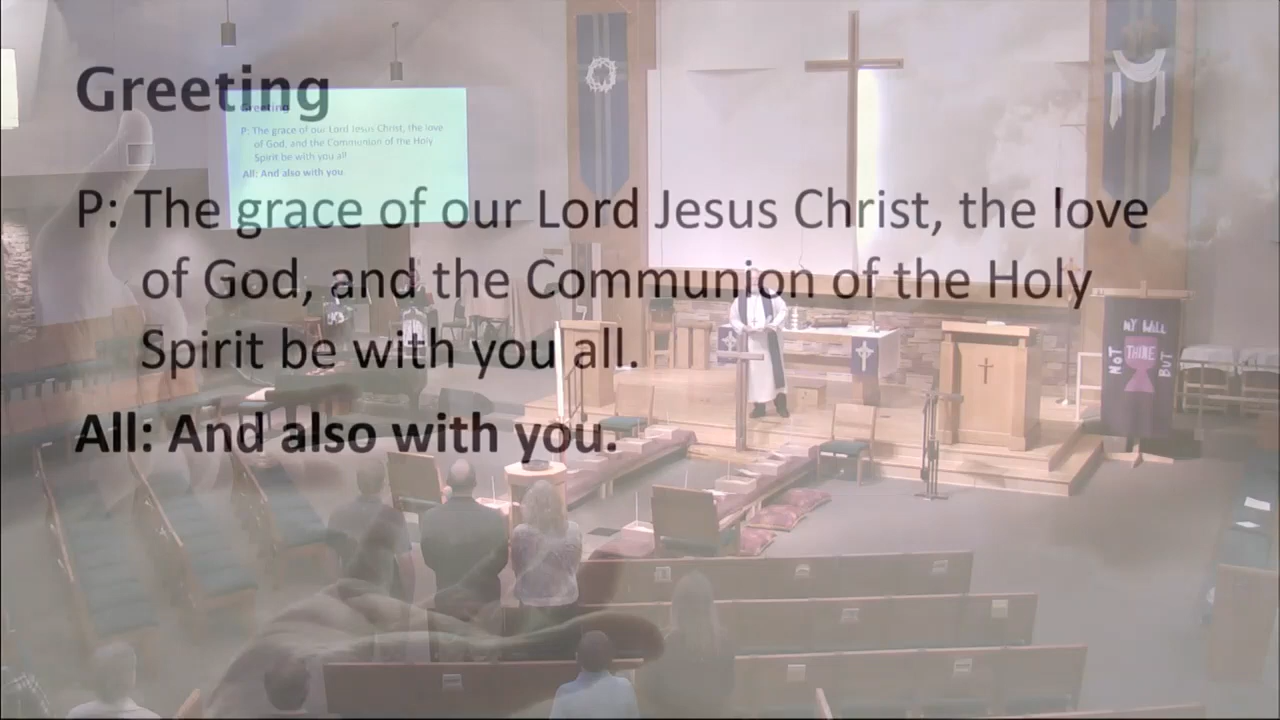 Greeting
P: The grace of our Lord Jesus Christ, the love
of God, and the Communion of the Holy
Spirit be with you all.
All: And also with you.
Greeting
P: The grace of our Lord Jesus Christ, the love
of God, and the Communion of the Holy
Spirit be with you all
All: And also with you.
MY WILL
NOT
THINE
BUT